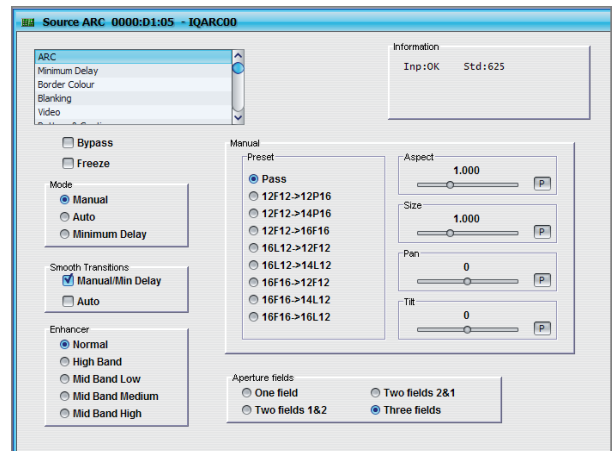 Source ARC 0000:D1:05 - IQARC00
ARC
Minimum Delay
Border Colour
Blanking
Video
Information
Inp:OK Std:625
Bypass
Freeze
Mode
Manual
Auto
Minimum Delay
Smooth Transitions
Manual/Min Delay
Auto
Enhancer
Normal
High Band
Mid Band Low
Mid Band Medium
Mid Band High
Manual
Preset
Pass
12F12->12P16
12F12->14P16
12F12->16F16
16L12->12F12
16L12->14L12
16F16->12F12
16F16->14L12
16F16->16L12
Aspect
1.000
P
Size
1.000
P
Pan
0
P
Tilt
0
P
Aperture fields
One field
Two fields 2&1
Two fields 1&2
Three fields